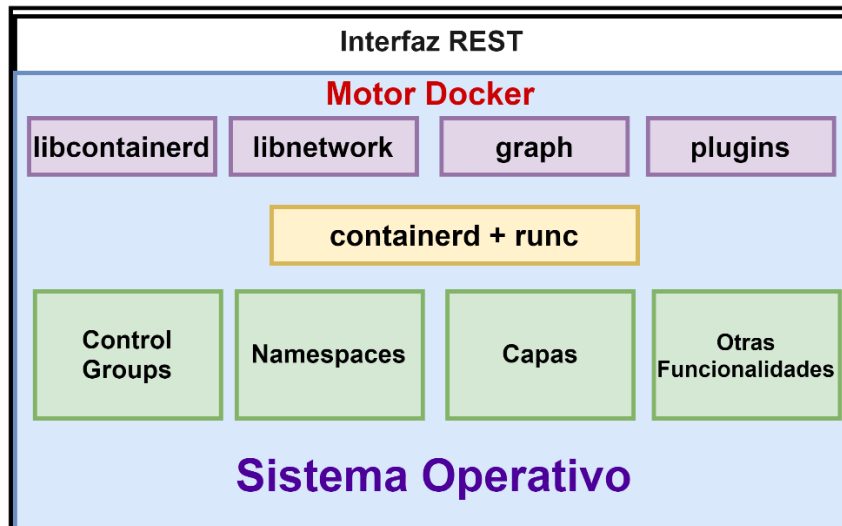 Interfaz REST
Motor Docker
libcontainerd
libnetwork
graph
plugins
containerd + runc
Control
Groups
Namespaces
Capas
Otras
Funcionalidades
Sistema Operativo